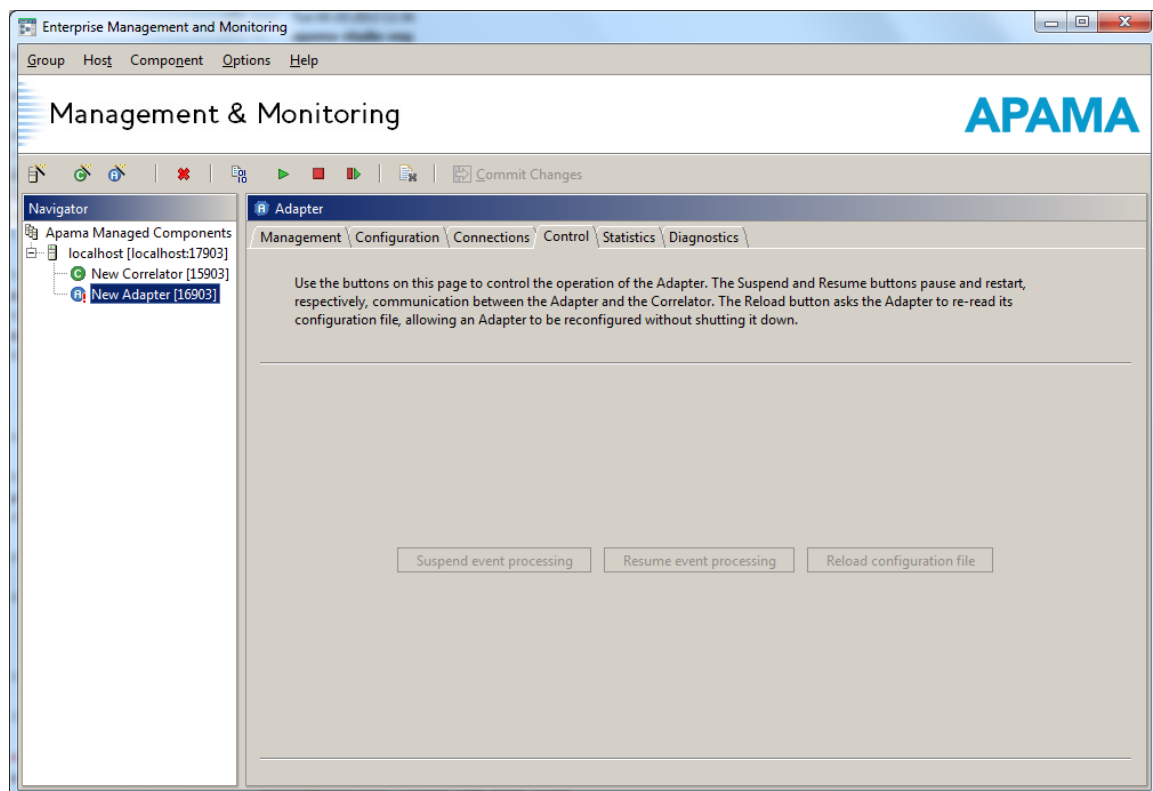 Enterprise Management and Monitoring
Group Host Component Options Help
Management & Monitoring
APAMA
Commit Changes
Navigator
Apama Managed Components
localhost [localhost:17903]
New Correlator [15903]
New Adapter [16903]
Adapter
Management Configuration Connections Control Statistics Diagnostics
Use the buttons on this page to control the operation of the Adapter. The Suspend and Resume buttons pause and restart,
respectively, communication between the Adapter and the Correlator. The Reload button asks the Adapter to re-read its
configuration file, allowing an Adapter to be reconfigured without shutting it down.
Suspend event processing Resume event processing Reload configuration file